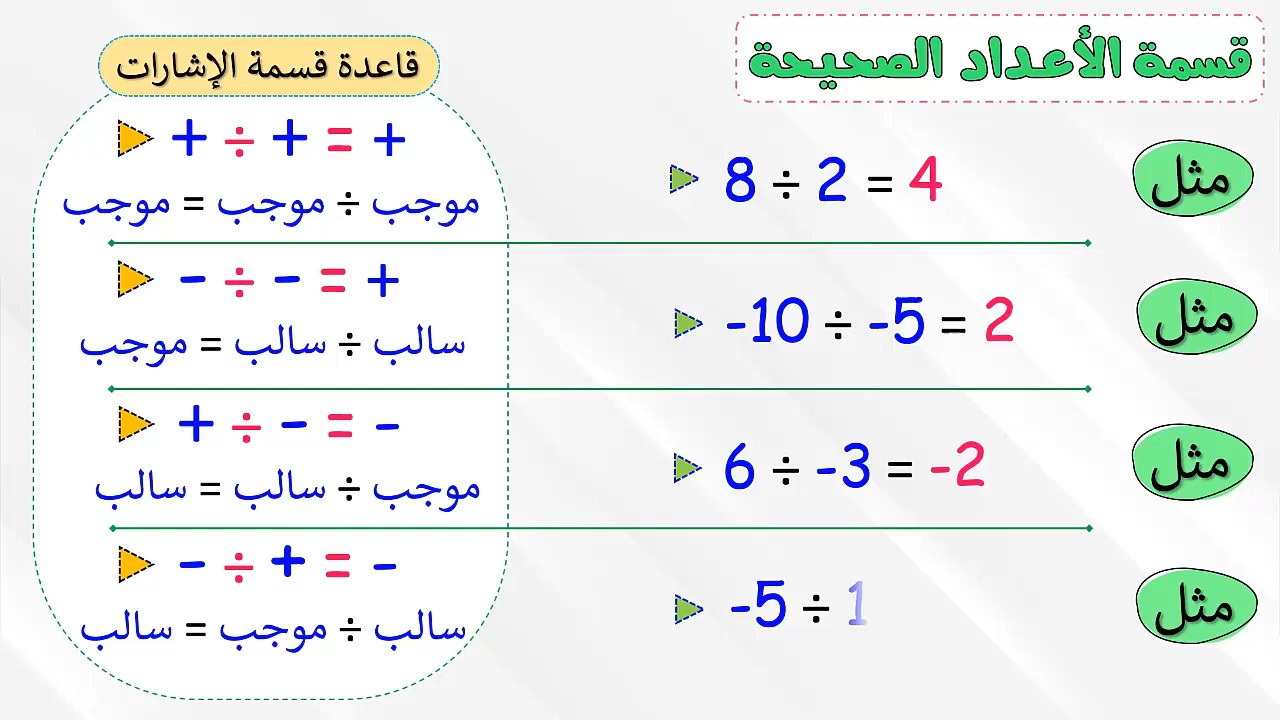 قسمة الأعداد الصحيحة
قاعدة قسمة الإشارات
+ ÷ + = +
موجب ÷ موجب = موجب
مثل
8 ÷ 2 = 4
- ÷ - = +
سالب ÷ سالب = موجب
مثل
-10 ÷ -5 = 2
+ ÷ - = -
موجب ÷ سالب = سالب
مثل
6 ÷ -3 = -2
- ÷ + = -
سالب ÷ موجب = سالب
مثل
-5 ÷ 1